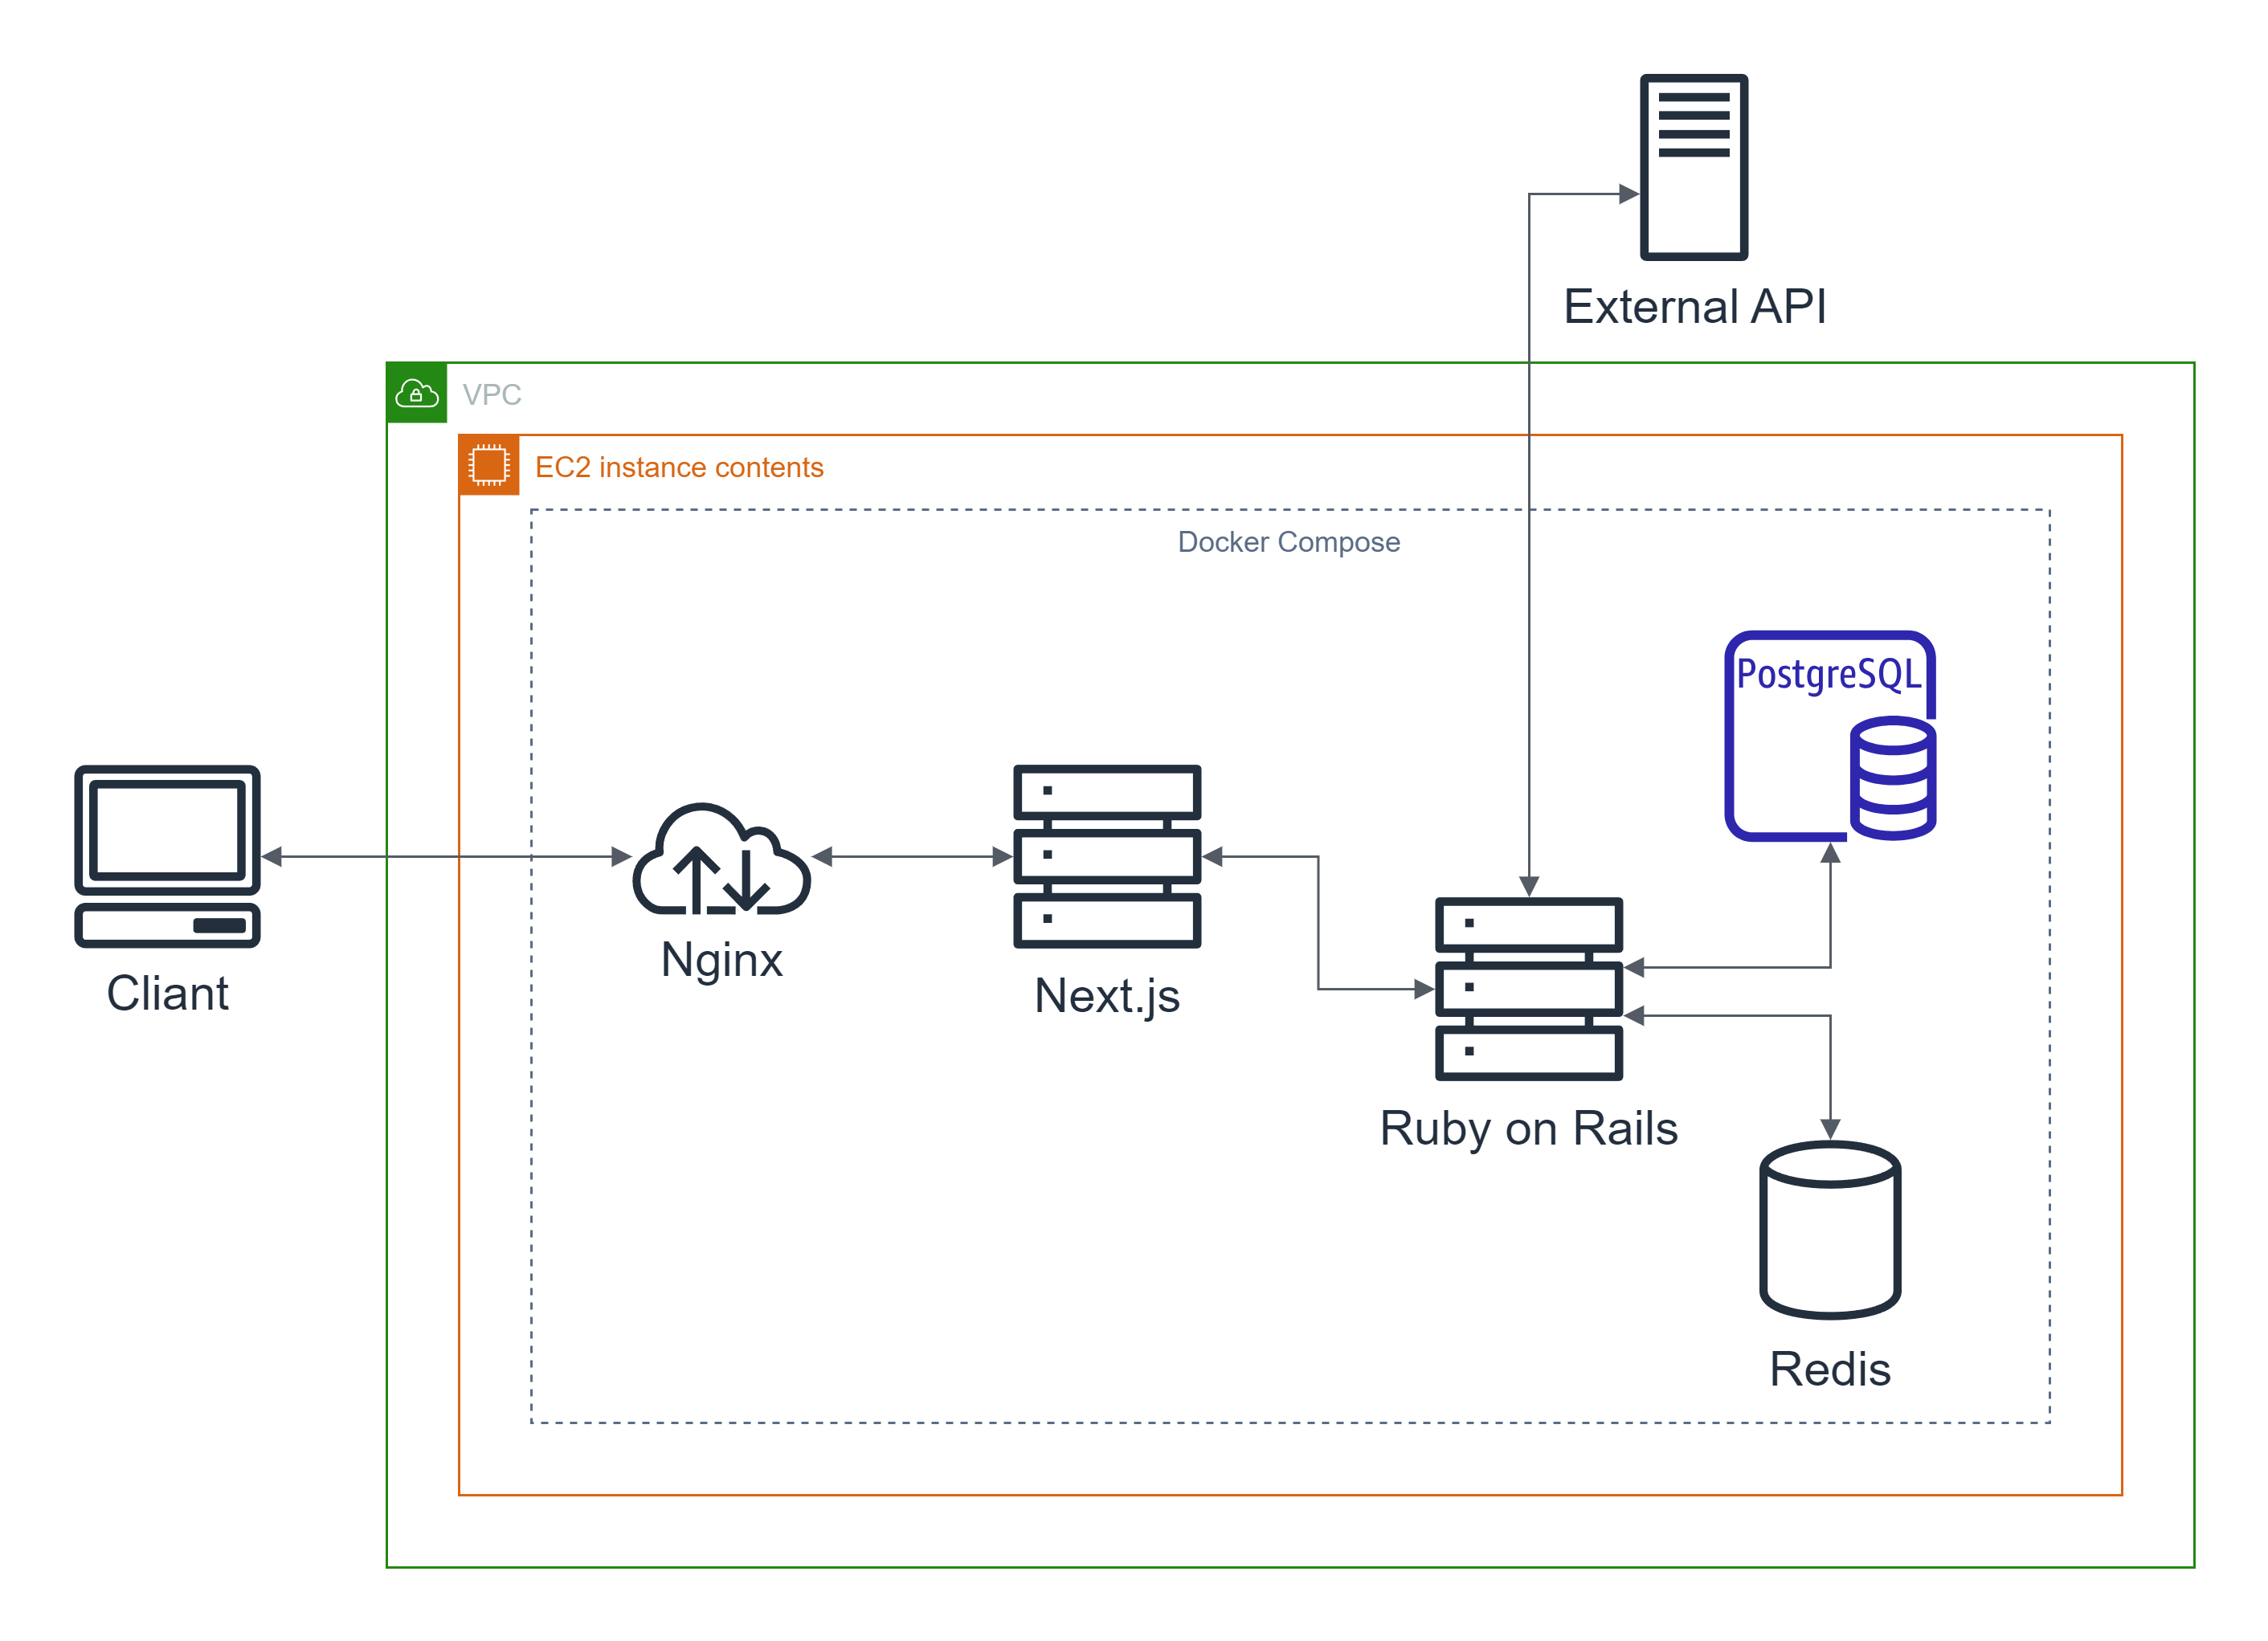 External API
VPC
EC2 instance contents
Docker Compose
PostgreSQL
Cliant
Nginx
Next.js
Ruby on Rails
Redis